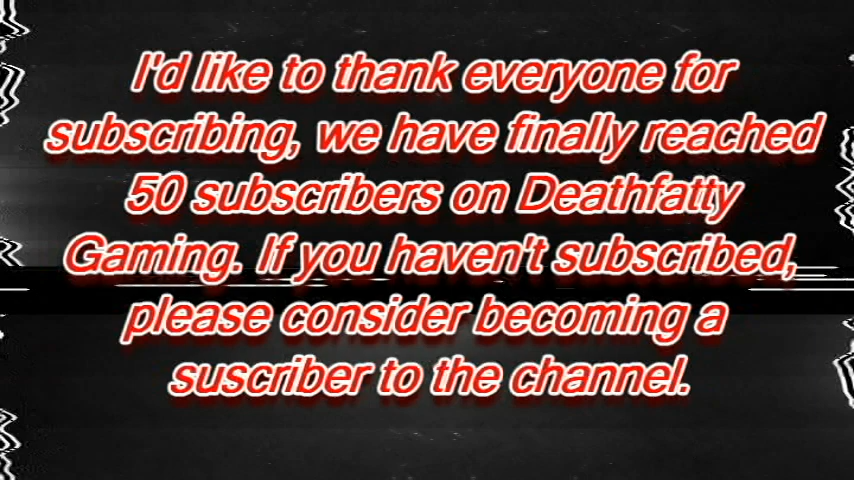 I'd like to thank everyone for
subscribing, we have finally reached
50 subscribers on Deathfatty
Gaming. If you haven't subscribed,
please consider becoming a
suscriber to the channel.